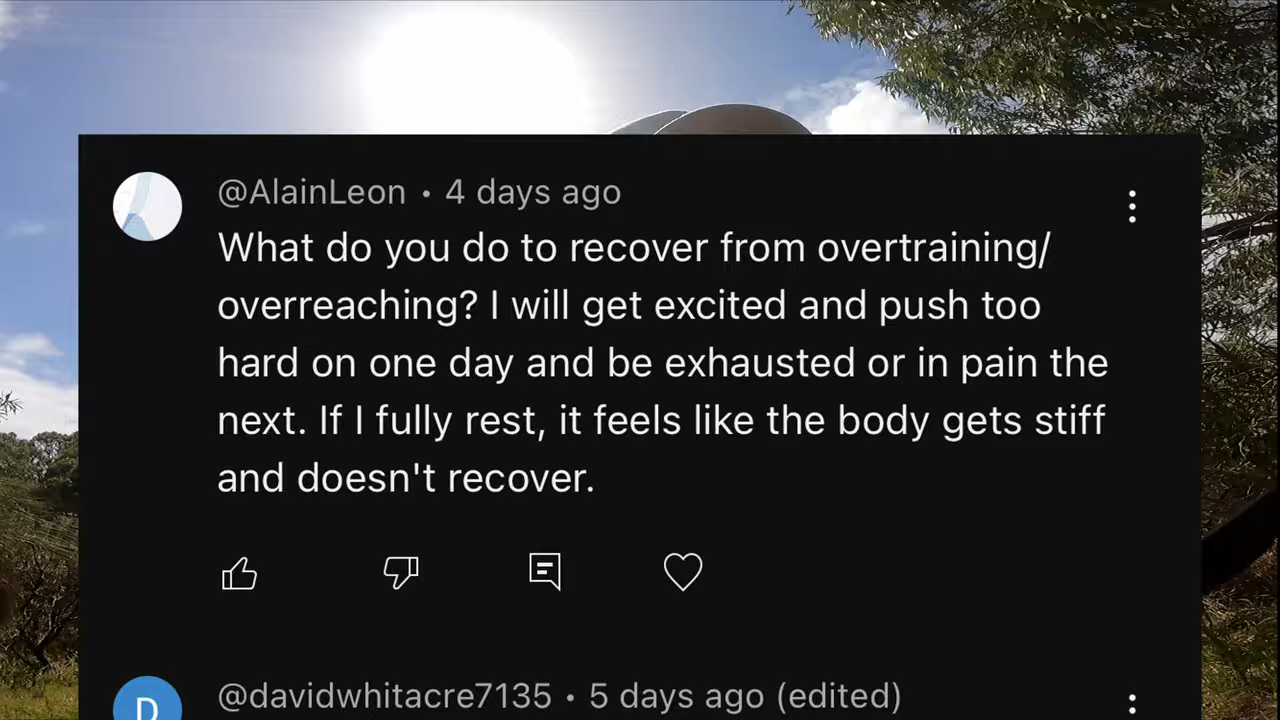 @AlainLeon • 4 days ago
What do you do to recover from overtraining/
overreaching? I will get excited and push too
hard on one day and be exhausted or in pain the
next. If I fully rest, it feels like the body gets stiff
and doesn't recover.
D
@davidwhitacre7135 • 5 days ago (edited)